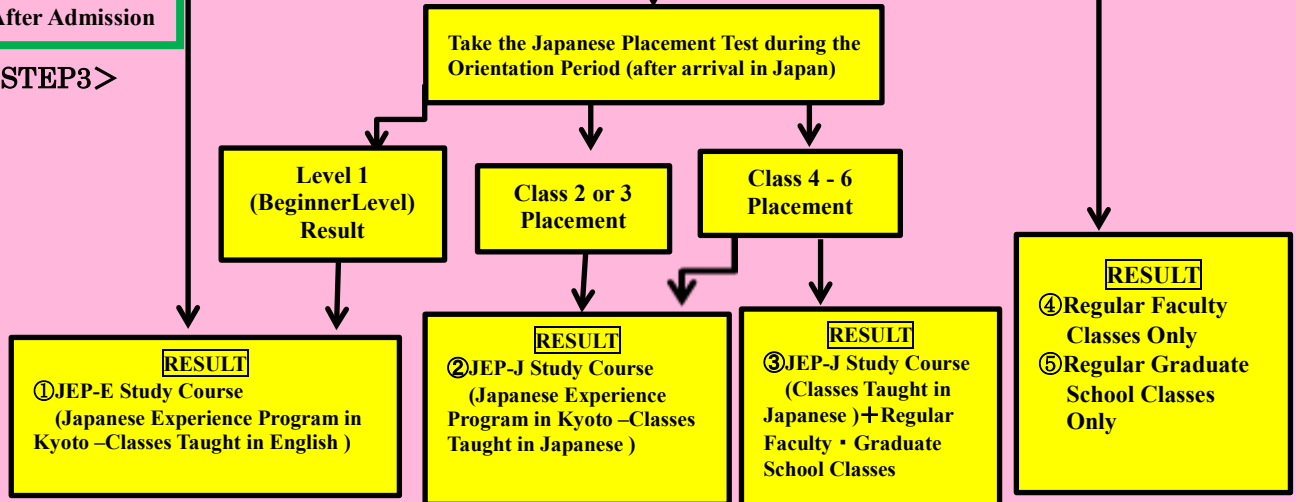 After Admission
STEP3＞
Take the Japanese Placement Test during the
Orientation Period (after arrival in Japan)
Level 1
(BeginnerLevel)
Result
Class 2 or 3
Placement
Class 4 - 6
Placement
RESULT
①JEP-E Study Course
(Japanese Experience Program in
Kyoto –Classes Taught in English )
RESULT
②JEP-J Study Course
(Japanese Experience
Program in Kyoto –Classes
Taught in Japanese )
RESULT
③JEP-J Study Course
(Classes Taught in
Japanese )＋Regular
Faculty・Graduate
School Classes
RESULT
④Regular Faculty
Classes Only
⑤Regular Graduate
School Classes
Only